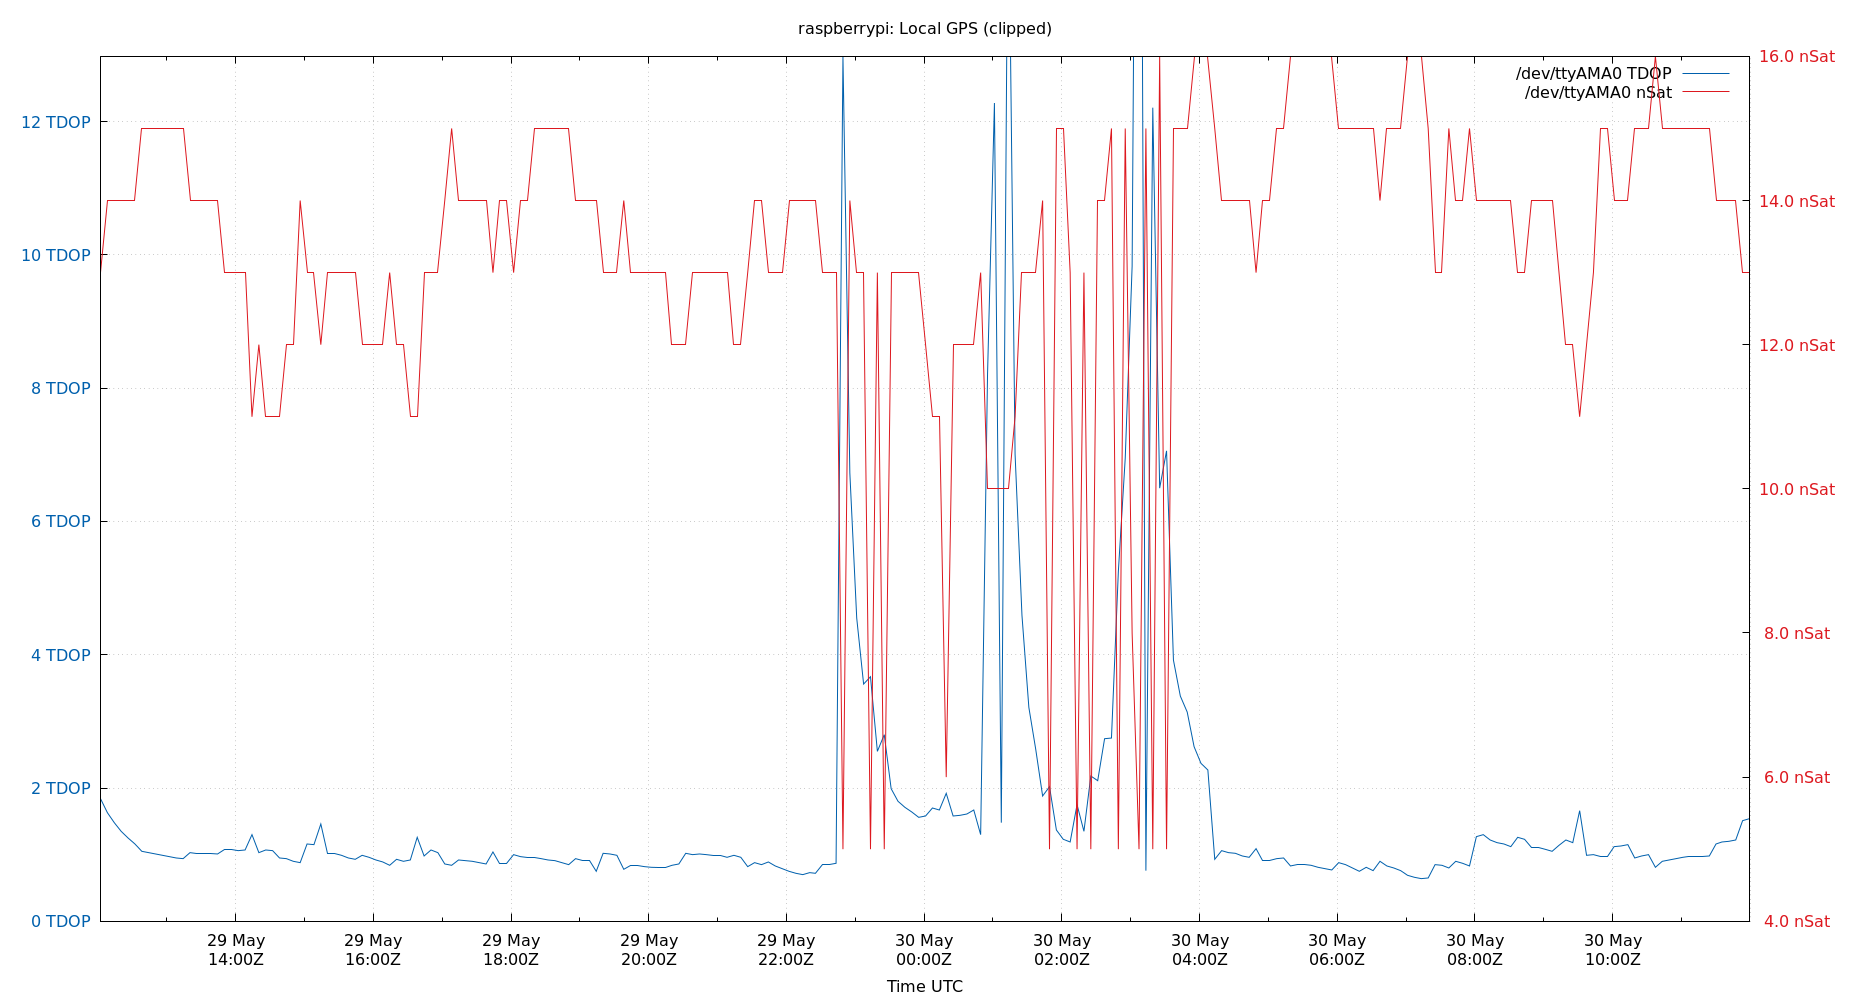 raspberrypi: Local GPS (clipped)
/dev/ttyAMA0 TDOP
/dev/ttyAMA0 nSat
12 TDOP
10 TDOP
8 TDOP
6 TDOP
4 TDOP
2 TDOP
0 TDOP
16.0 nSat
14.0 nSat
12.0 nSat
10.0 nSat
8.0 nSat
6.0 nSat
4.0 nSat
29 May
14:00Z
29 May
16:00Z
29 May
18:00Z
29 May
20:00Z
29 May
22:00Z
30 May
00:00Z
30 May
02:00Z
30 May
04:00Z
30 May
06:00Z
30 May
08:00Z
30 May
10:00Z
Time UTC